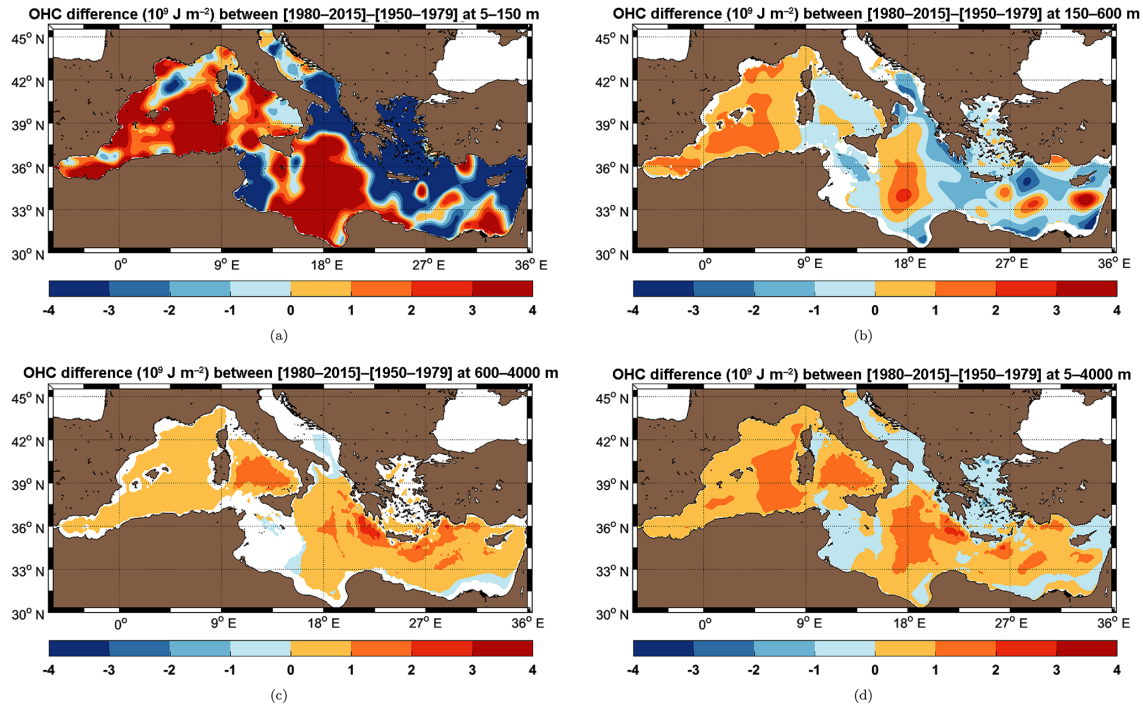 OHC difference (10⁹ J m⁻²) between [1980–2015]–[1950–1979] at 5–150 m
45° N
42° N
39° N
36° N
33° N
30° N
0° 9° E 18° E 27° E 36° E
-4 -3 -2 -1 0 1 2 3 4
(a)
OHC difference (10⁹ J m⁻²) between [1980–2015]–[1950–1979] at 150–600 m
45° N
42° N
39° N
36° N
33° N
30° N
0° 9° E 18° E 27° E 36° E
-4 -3 -2 -1 0 1 2 3 4
(b)
OHC difference (10⁹ J m⁻²) between [1980–2015]–[1950–1979] at 600–4000 m
45° N
42° N
39° N
36° N
33° N
30° N
0° 9° E 18° E 27° E 36° E
-4 -3 -2 -1 0 1 2 3 4
(c)
OHC difference (10⁹ J m⁻²) between [1980–2015]–[1950–1979] at 5–4000 m
45° N
42° N
39° N
36° N
33° N
30° N
0° 9° E 18° E 27° E 36° E
-4 -3 -2 -1 0 1 2 3 4
(d)